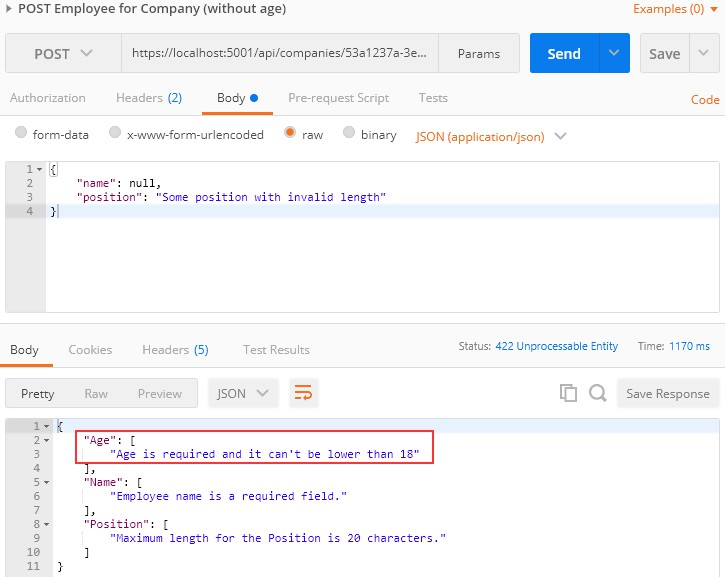 POST Employee for Company (without age) Examples (0)
POST https://localhost:5001/api/companies/53a1237a-3e... Params Send Save
Authorization Headers (2) Body Pre-request Script Tests Code
form-data x-www-form-urlencoded raw binary JSON (application/json)
1 {
2 "name": null,
3 "position": "Some position with invalid length"
4 }
Body Cookies Headers (5) Test Results Status: 422 Unprocessable Entity Time: 1170 ms
Pretty Raw Preview JSON Save Response
1 {
2 "Age": [
3 "Age is required and it can't be lower than 18"
4 ],
5 "Name": [
6 "Employee name is a required field."
7 ],
8 "Position": [
9 "Maximum length for the Position is 20 characters."
10 ]
11 }